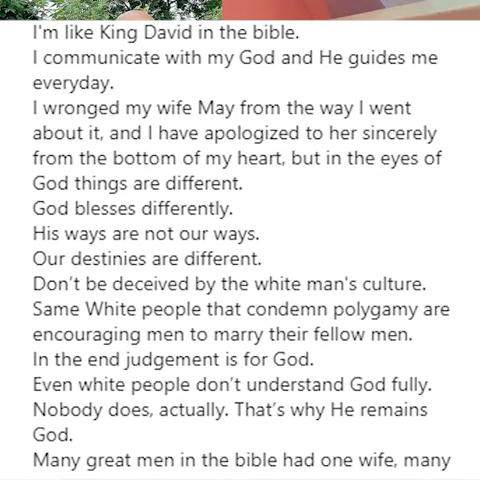 I'm like King David in the bible.
I communicate with my God and He guides me
everyday.
I wronged my wife May from the way I went
about it, and I have apologized to her sincerely
from the bottom of my heart, but in the eyes of
God things are different.
God blesses differently.
His ways are not our ways.
Our destinies are different.
Don’t be deceived by the white man's culture.
Same White people that condemn polygamy are
encouraging men to marry their fellow men.
In the end judgement is for God.
Even white people don’t understand God fully.
Nobody does, actually. That’s why He remains
God.
Many great men in the bible had one wife, many